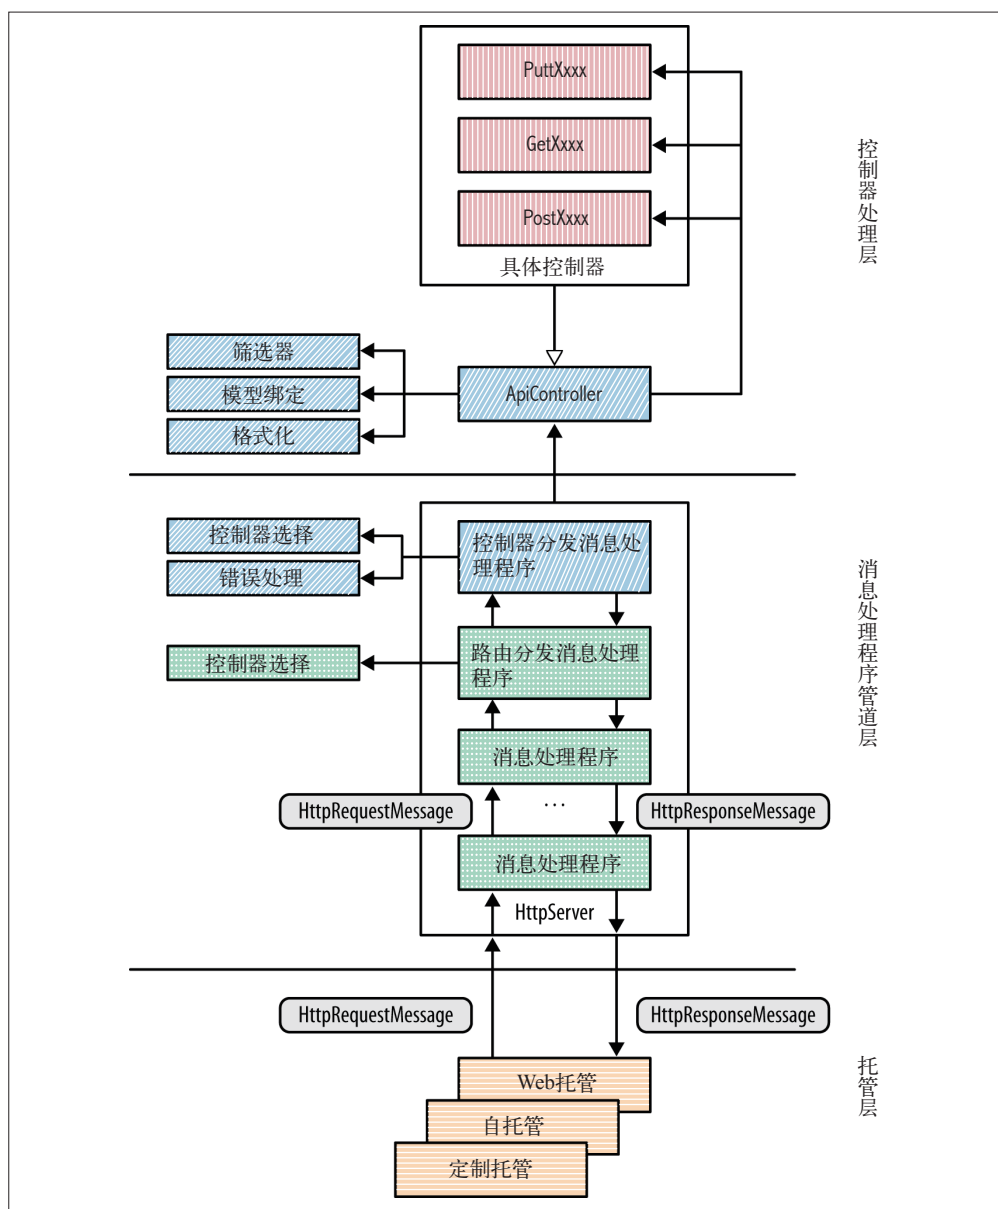 PuttXxxx
GetXxxx
PostXxxx
具体控制器
控制器处理层
筛选器
模型绑定
格式化
ApiController
控制器选择
错误处理
控制器分发消息处
理程序
控制器选择
路由分发消息处理
程序
消息处理程序
消息处理程序管道层
HttpRequestMessage
...
HttpResponseMessage
消息处理程序
HttpServer
HttpRequestMessage
HttpResponseMessage
Web托管
自托管
定制托管
托管层